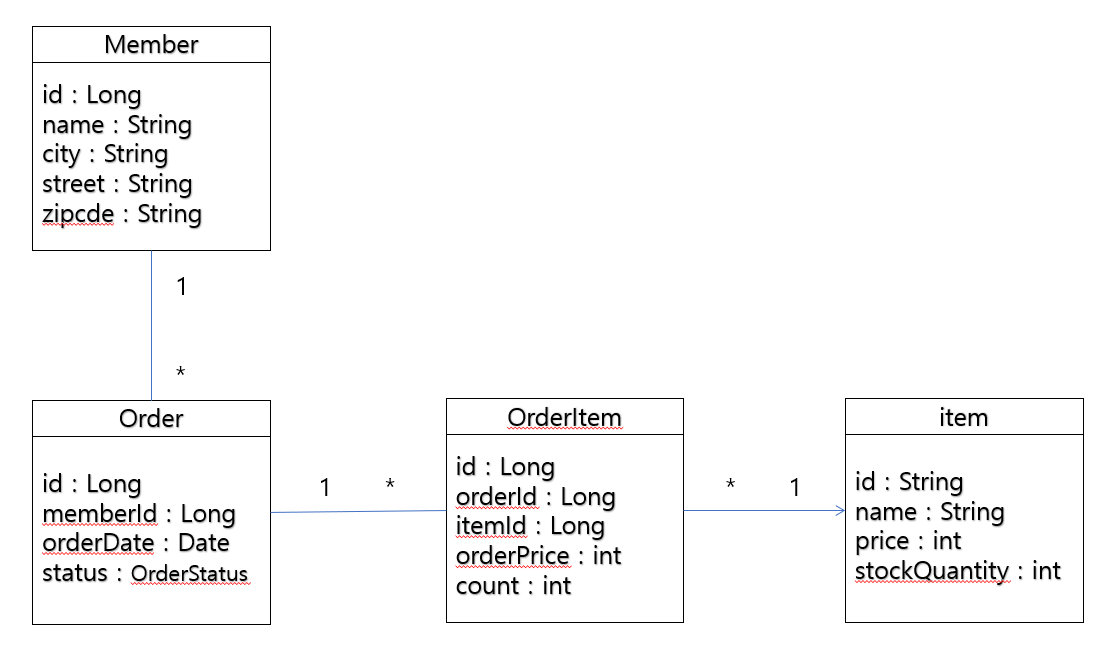 Member
id : Long
name : String
city : String
street : String
zipcde : String
1
*
Order
id : Long
memberId : Long
orderDate : Date
status : OrderStatus
1 *
OrderItem
id : Long
orderId : Long
itemId : Long
orderPrice : int
count : int
* 1
item
id : String
name : String
price : int
stockQuantity : int